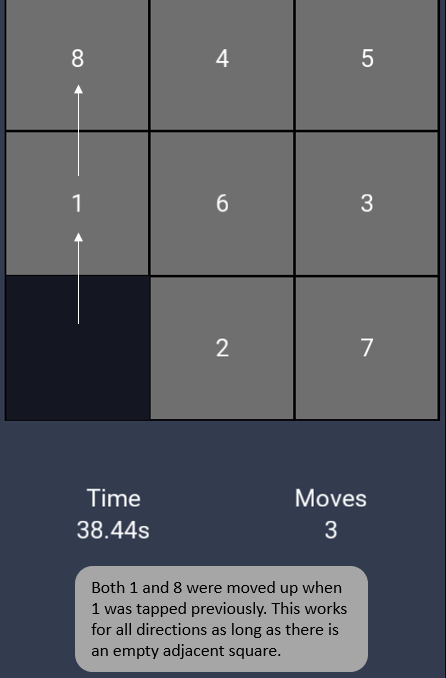 8 4 5
1 6 3
2 7
Time Moves
38.44s 3
Both 1 and 8 were moved up when
1 was tapped previously. This works
for all directions as long as there is
an empty adjacent square.